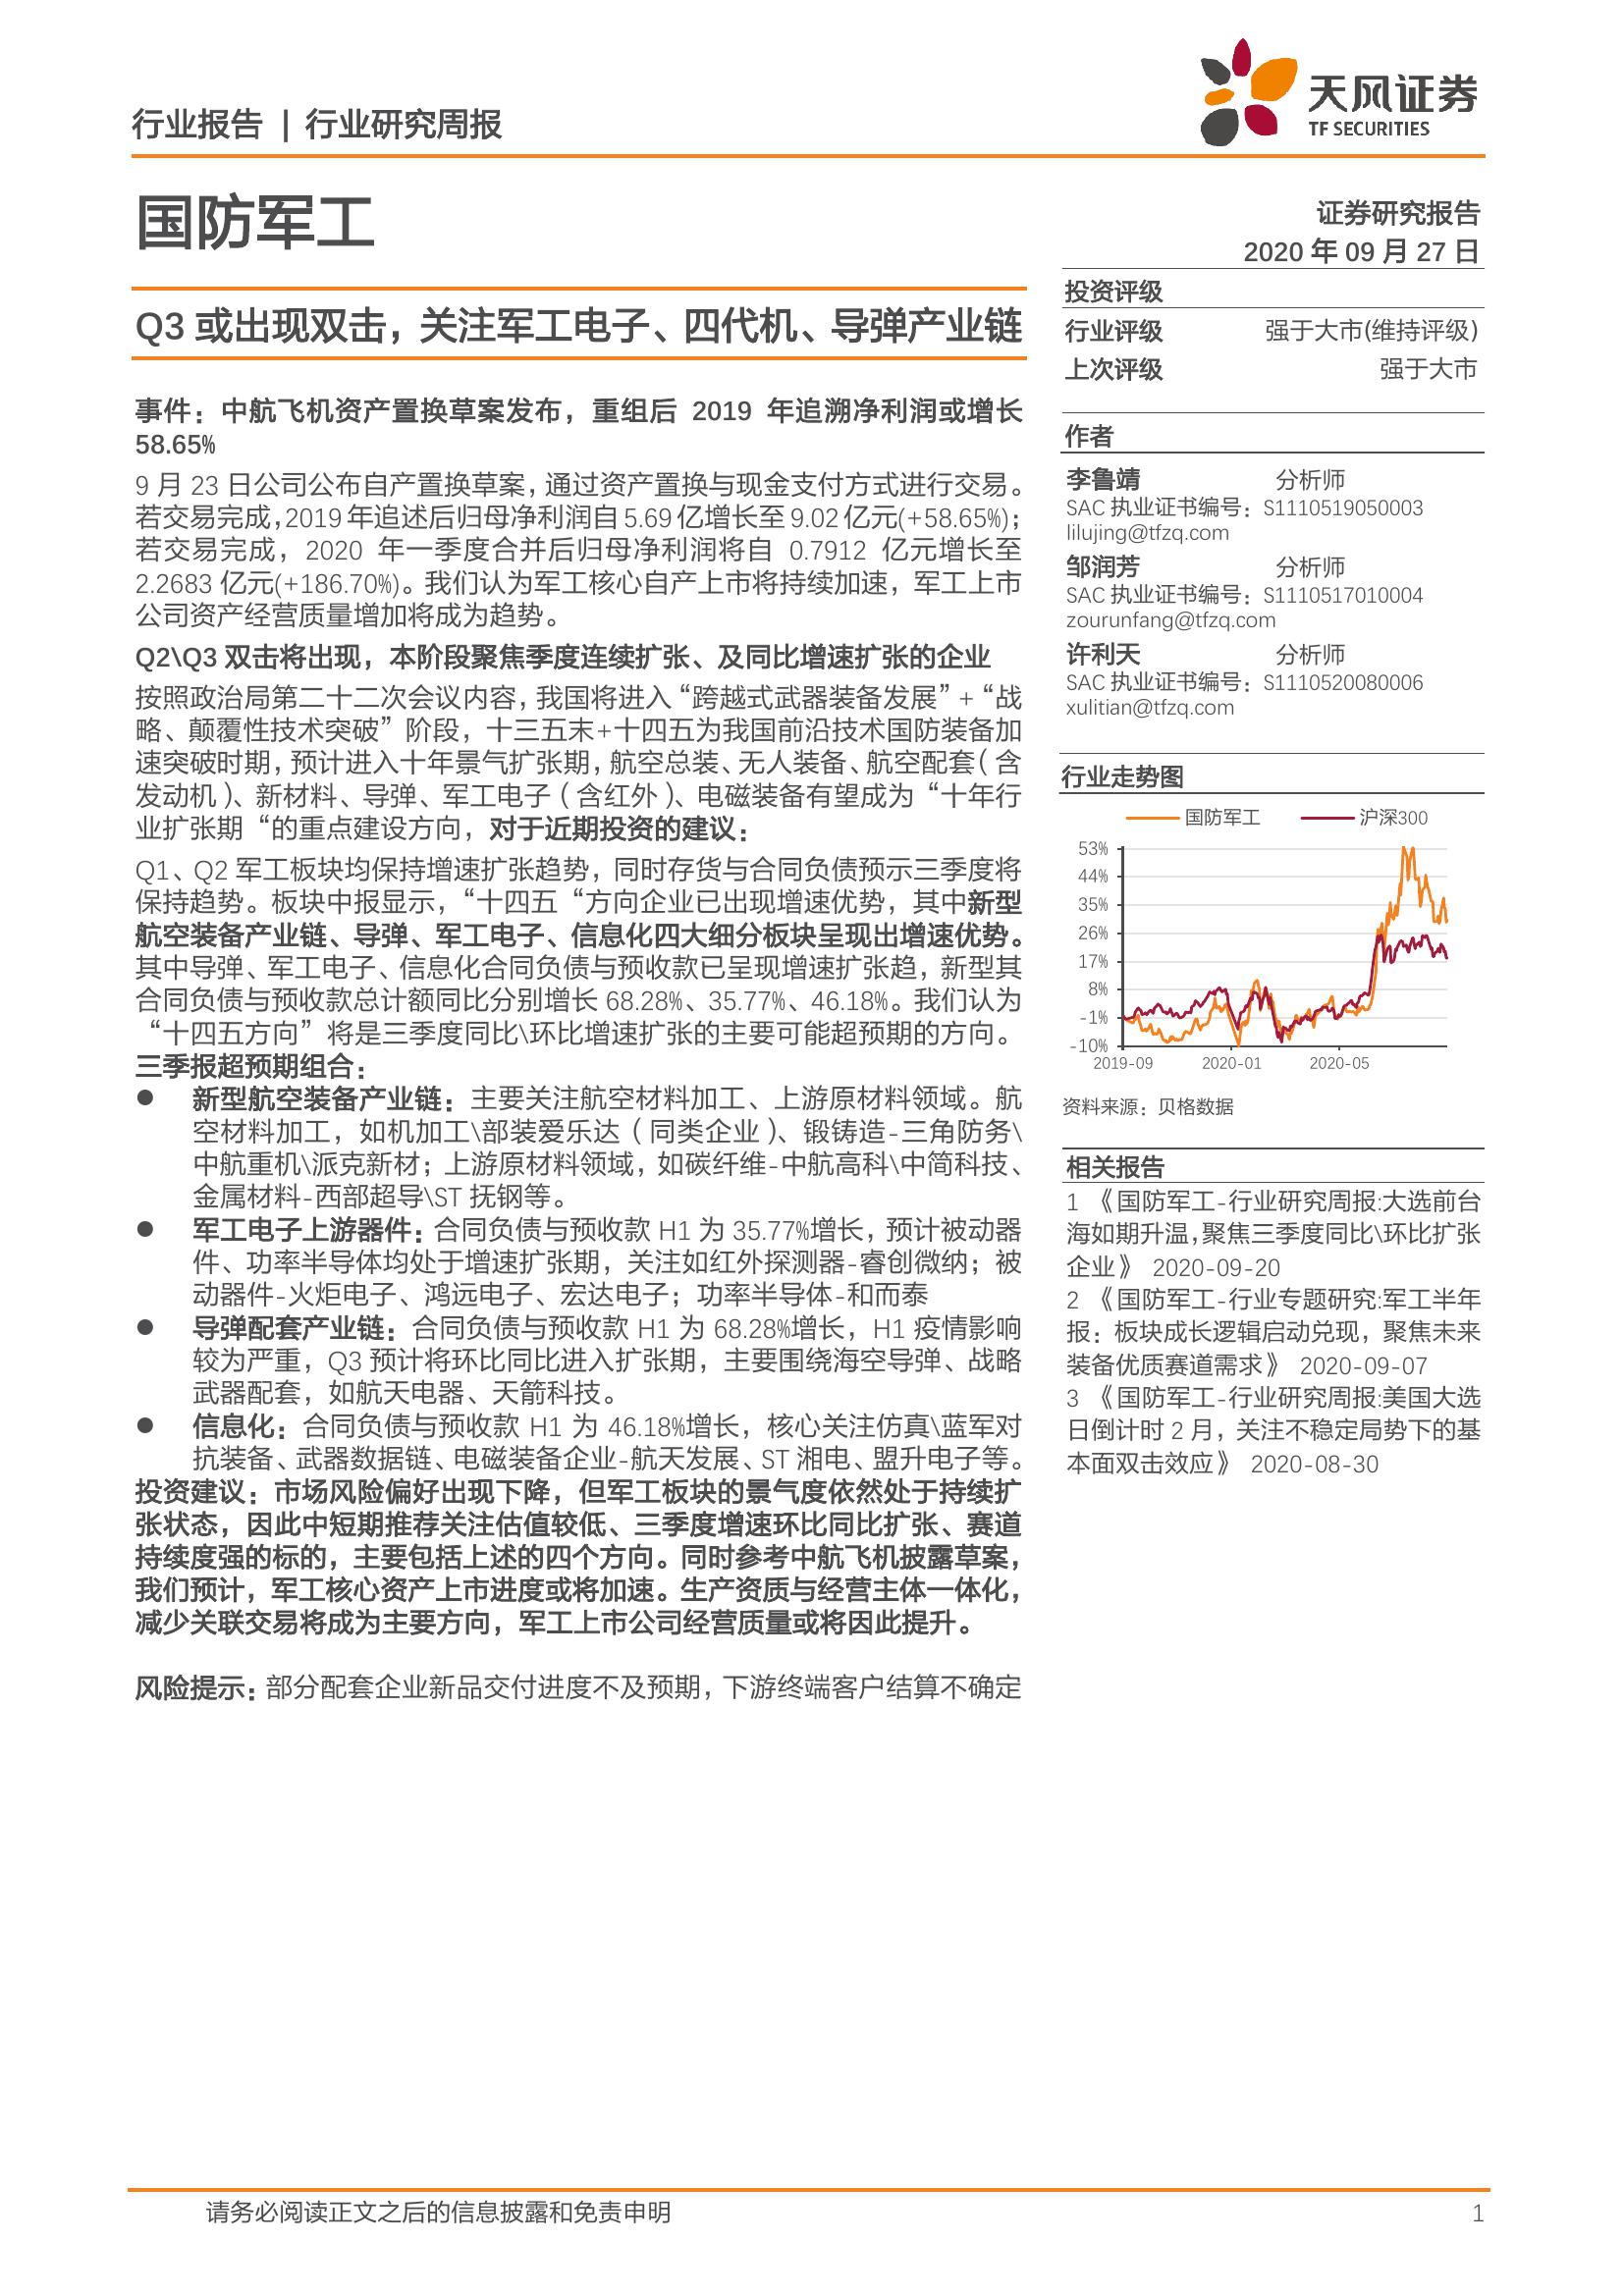 行业报告 | 行业研究周报
天风证券
TF SECURITIES
国防军工
证券研究报告
2020 年 09 月 27 日
Q3 或出现双击，关注军工电子、四代机、导弹产业链
事件：中航飞机资产置换草案发布，重组后 2019 年追溯净利润或增长
58.65%
9 月 23 日公司公布自产置换草案，通过资产置换与现金支付方式进行交易。
若交易完成，2019 年追述后归母净利润自 5.69 亿增长至 9.02 亿元(+58.65%)；
若交易完成，2020 年一季度合并后归母净利润将自 0.7912 亿元增长至
2.2683 亿元(+186.70%)。我们认为军工核心自产上市将持续加速，军工上市
公司资产经营质量增加将成为趋势。
Q2\Q3 双击将出现，本阶段聚焦季度连续扩张、及同比增速扩张的企业
按照政治局第二十二次会议内容，我国将进入“跨越式武器装备发展”+“战
略、颠覆性技术突破”阶段，十三五末+十四五为我国前沿技术国防装备加
速突破时期，预计进入十年景气扩张期，航空总装、无人装备、航空配套（含
发动机）、新材料、导弹、军工电子（含红外）、电磁装备有望成为“十年行
业扩张期“的重点建设方向，对于近期投资的建议：
Q1、Q2 军工板块均保持增速扩张趋势，同时存货与合同负债预示三季度将
保持趋势。板块中报显示，“十四五“方向企业已出现增速优势，其中新型
航空装备产业链、导弹、军工电子、信息化四大细分板块呈现出增速优势。
其中导弹、军工电子、信息化合同负债与预收款已呈现增速扩张趋，新型其
合同负债与预收款总计额同比分别增长 68.28%、35.77%、46.18%。我们认为
“十四五方向”将是三季度同比\环比增速扩张的主要可能超预期的方向。
三季报超预期组合：
● 新型航空装备产业链：主要关注航空材料加工、上游原材料领域。航
空材料加工，如机加工\部装爱乐达（同类企业）、锻铸造-三角防务\
中航重机\派克新材；上游原材料领域，如碳纤维-中航高科\中简科技、
金属材料-西部超导\ST 抚钢等。
● 军工电子上游器件：合同负债与预收款 H1 为 35.77%增长，预计被动器
件、功率半导体均处于增速扩张期，关注如红外探测器-睿创微纳；被
动器件-火炬电子、鸿远电子、宏达电子；功率半导体-和而泰
● 导弹配套产业链：合同负债与预收款 H1 为 68.28%增长，H1 疫情影响
较为严重，Q3 预计将环比同比进入扩张期，主要围绕海空导弹、战略
武器配套，如航天电器、天箭科技。
● 信息化：合同负债与预收款 H1 为 46.18%增长，核心关注仿真\蓝军对
抗装备、武器数据链、电磁装备企业-航天发展、ST 湘电、盟升电子等。
投资建议：市场风险偏好出现下降，但军工板块的景气度依然处于持续扩
张状态，因此中短期推荐关注估值较低、三季度增速环比同比扩张、赛道
持续度强的标的，主要包括上述的四个方向。同时参考中航飞机披露草案，
我们预计，军工核心资产上市进度或将加速。生产资质与经营主体一体化，
减少关联交易将成为主要方向，军工上市公司经营质量或将因此提升。
风险提示：部分配套企业新品交付进度不及预期，下游终端客户结算不确定
投资评级
行业评级 强于大市(维持评级)
上次评级 强于大市
作者
李鲁靖 分析师
SAC 执业证书编号：S1110519050003
lilujing@tfzq.com
邹润芳 分析师
SAC 执业证书编号：S1110517010004
zourunfang@tfzq.com
许利天 分析师
SAC 执业证书编号：S1110520080006
xulitian@tfzq.com
行业走势图
国防军工 沪深300
53%
44%
35%
26%
17%
8%
-1%
-10%
2019-09 2020-01 2020-05
资料来源：贝格数据
相关报告
1 《国防军工-行业研究周报:大选前台
海如期升温，聚焦三季度同比\环比扩张
企业》 2020-09-20
2 《国防军工-行业专题研究:军工半年
报：板块成长逻辑启动兑现，聚焦未来
装备优质赛道需求》 2020-09-07
3 《国防军工-行业研究周报:美国大选
日倒计时 2 月，关注不稳定局势下的基
本面双击效应》 2020-08-30
请务必阅读正文之后的信息披露和免责申明 1